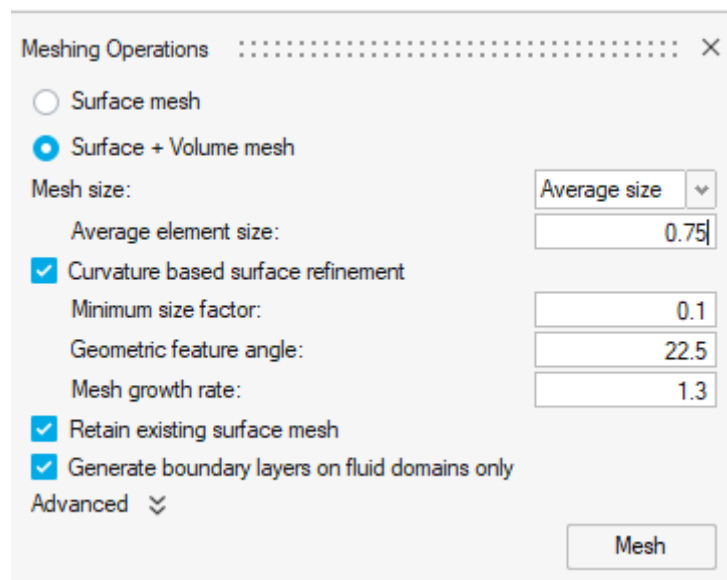 Meshing Operations
Surface mesh
Surface + Volume mesh
Mesh size: Average size
Average element size: 0.75
Curvature based surface refinement
Minimum size factor: 0.1
Geometric feature angle: 22.5
Mesh growth rate: 1.3
Retain existing surface mesh
Generate boundary layers on fluid domains only
Advanced
Mesh